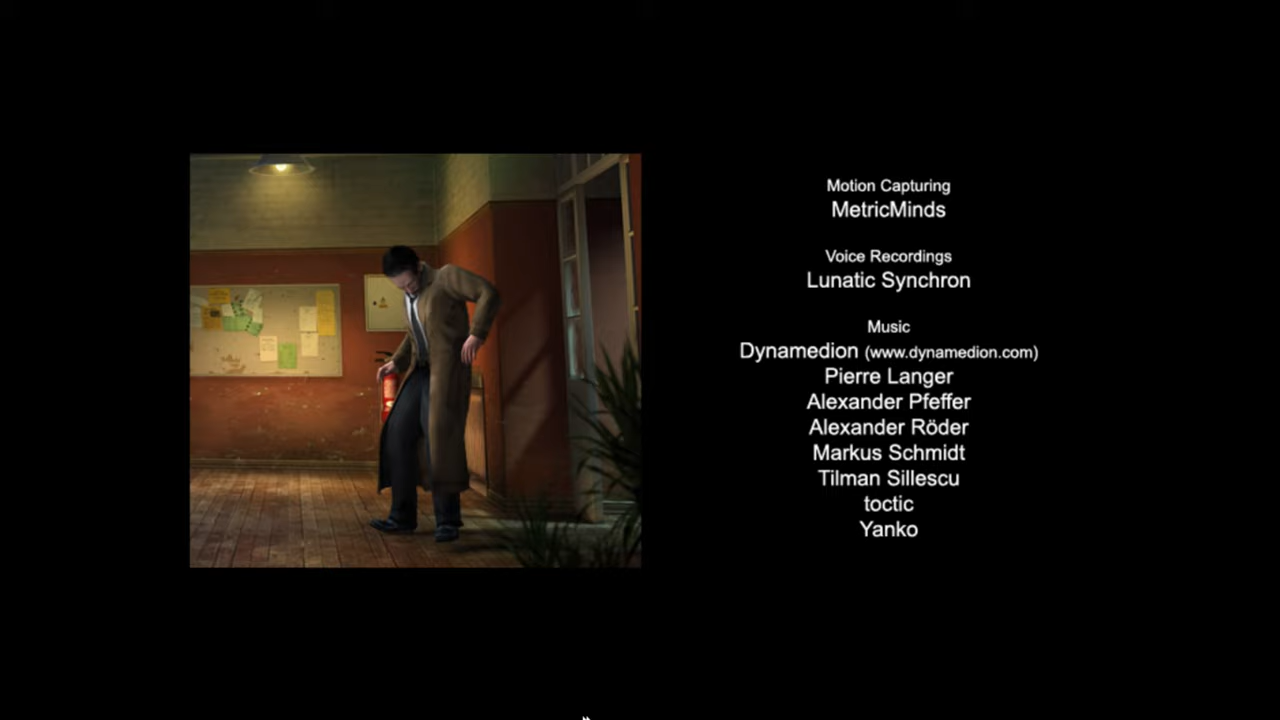 Motion Capturing
MetricMinds
Voice Recordings
Lunatic Synchron
Music
Dynamedion (www.dynamedion.com)
Pierre Langer
Alexander Pfeffer
Alexander Röder
Markus Schmidt
Tilman Sillescu
toctic
Yanko